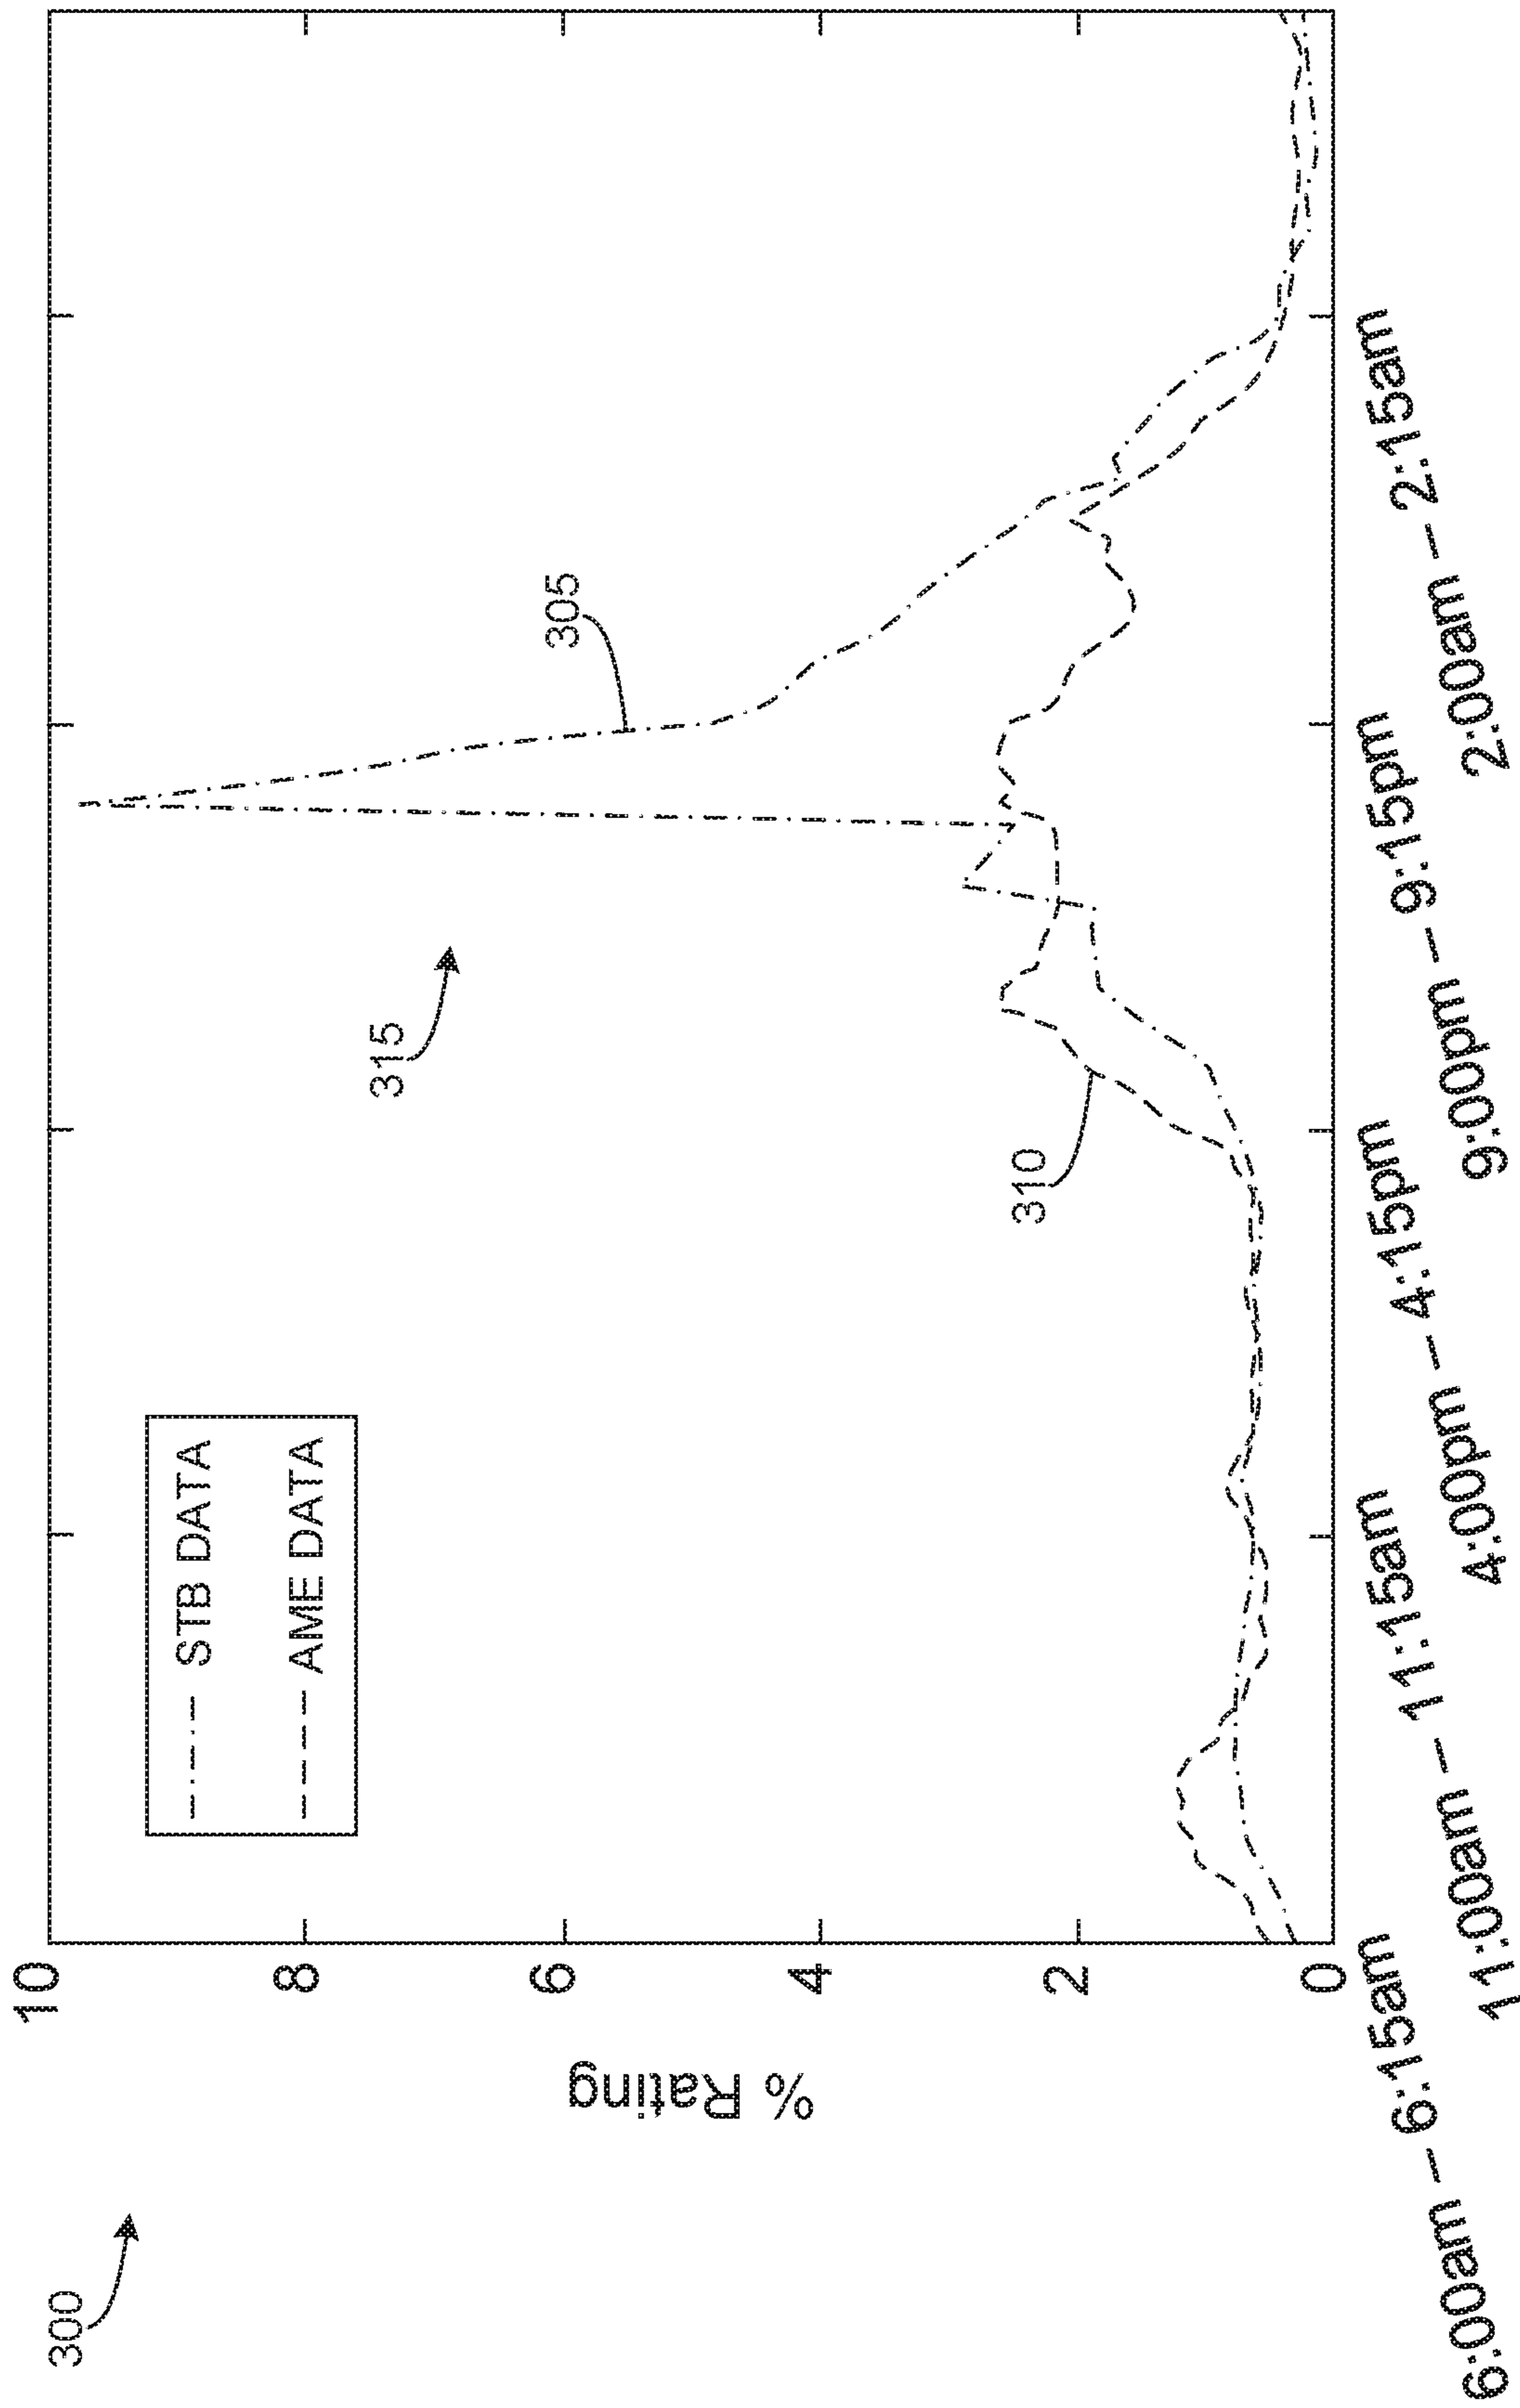 300
10
8
6
4
2
0
% Rating
STB DATA
AME DATA
315
310
305
6:00am – 6:15am
11:00am – 11:15am
4:00pm – 4:15pm
9:00pm – 9:15pm
2:00am – 2:15am